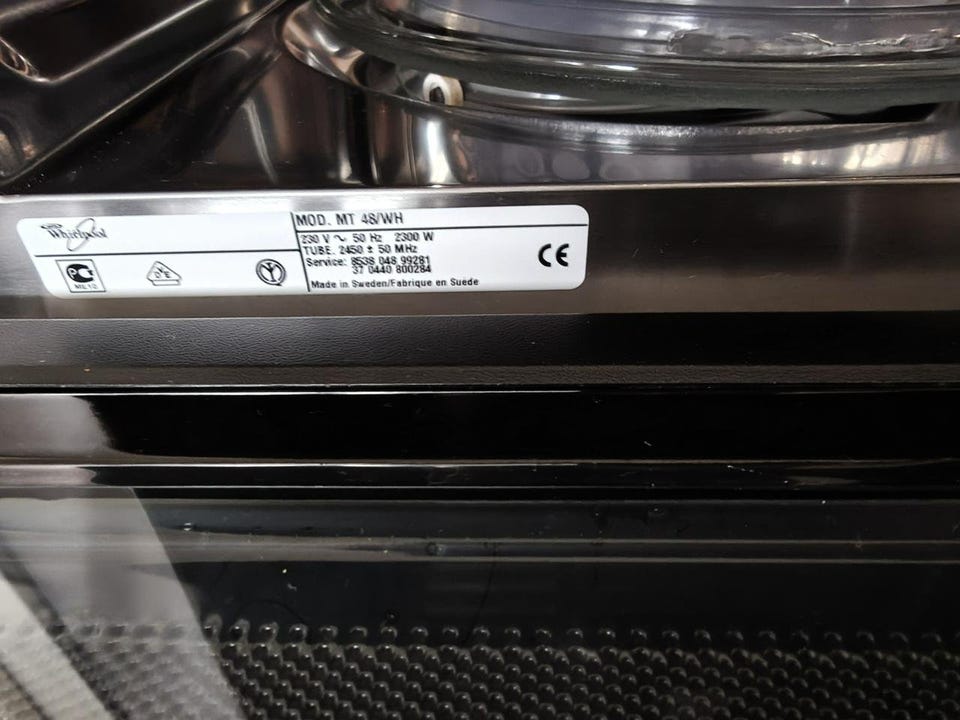 Whirlpool
MOD. MT 48/WH
230 V ~ 50 Hz 2300 W
TUBE. 2450 ± 50 MHz
Service: 8538 048 99281
37 0440 800284
Made in Sweden/Fabrique en Suède
CE